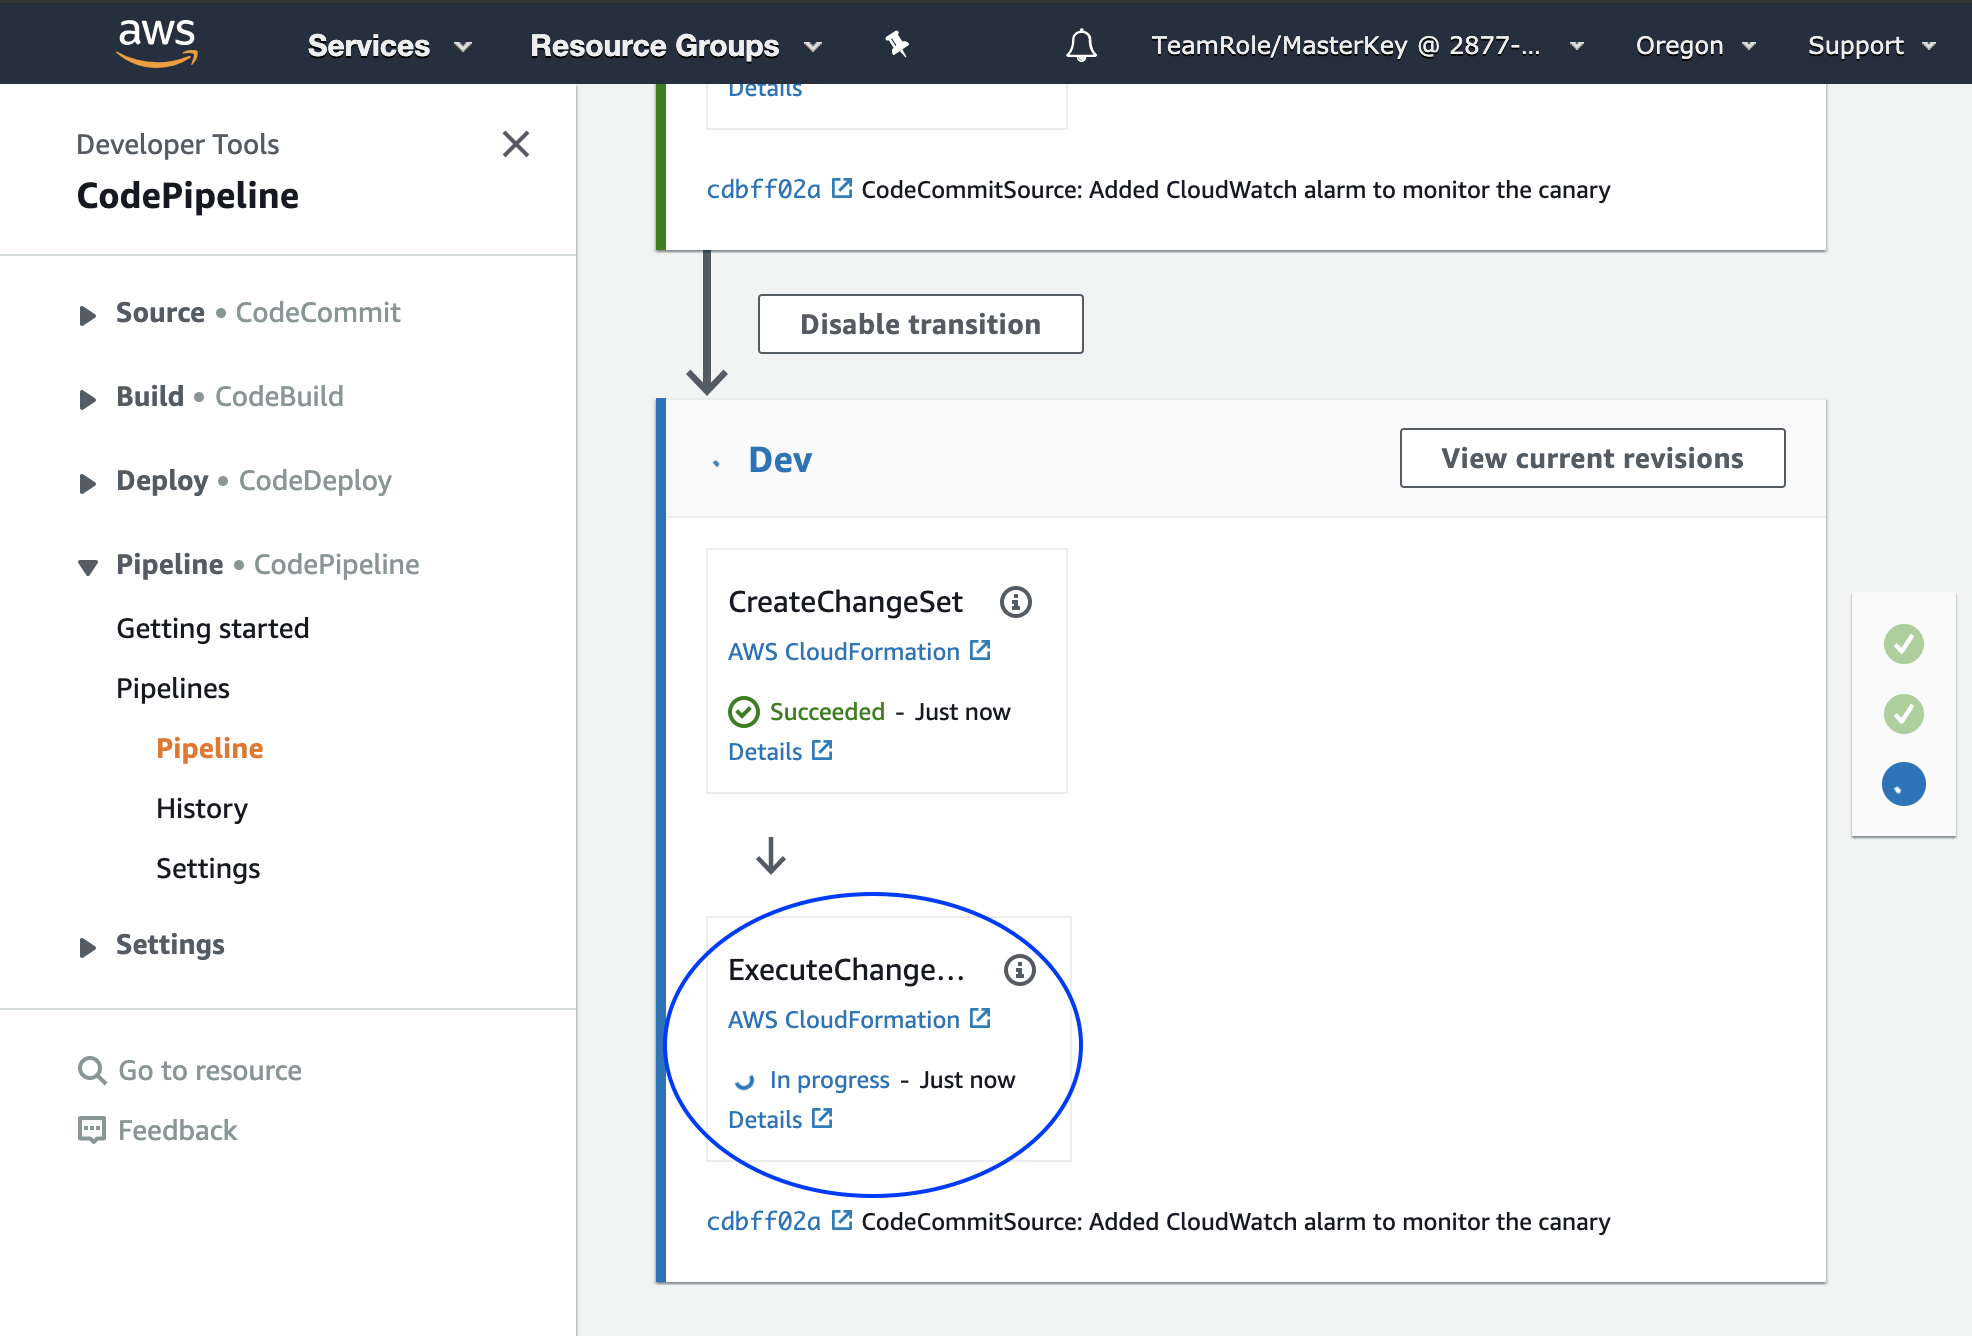 aws Services Resource Groups TeamRole/MasterKey @ 2877-... Oregon Support
Developer Tools
CodePipeline
Source • CodeCommit
Build • CodeBuild
Deploy • CodeDeploy
Pipeline • CodePipeline
Getting started
Pipelines
Pipeline
History
Settings
Settings
Go to resource
Feedback
Details
cdbff02a CodeCommitSource: Added CloudWatch alarm to monitor the canary
Disable transition
Dev
View current revisions
CreateChangeSet
AWS CloudFormation
Succeeded - Just now
Details
ExecuteChange...
AWS CloudFormation
In progress - Just now
Details
cdbff02a CodeCommitSource: Added CloudWatch alarm to monitor the canary